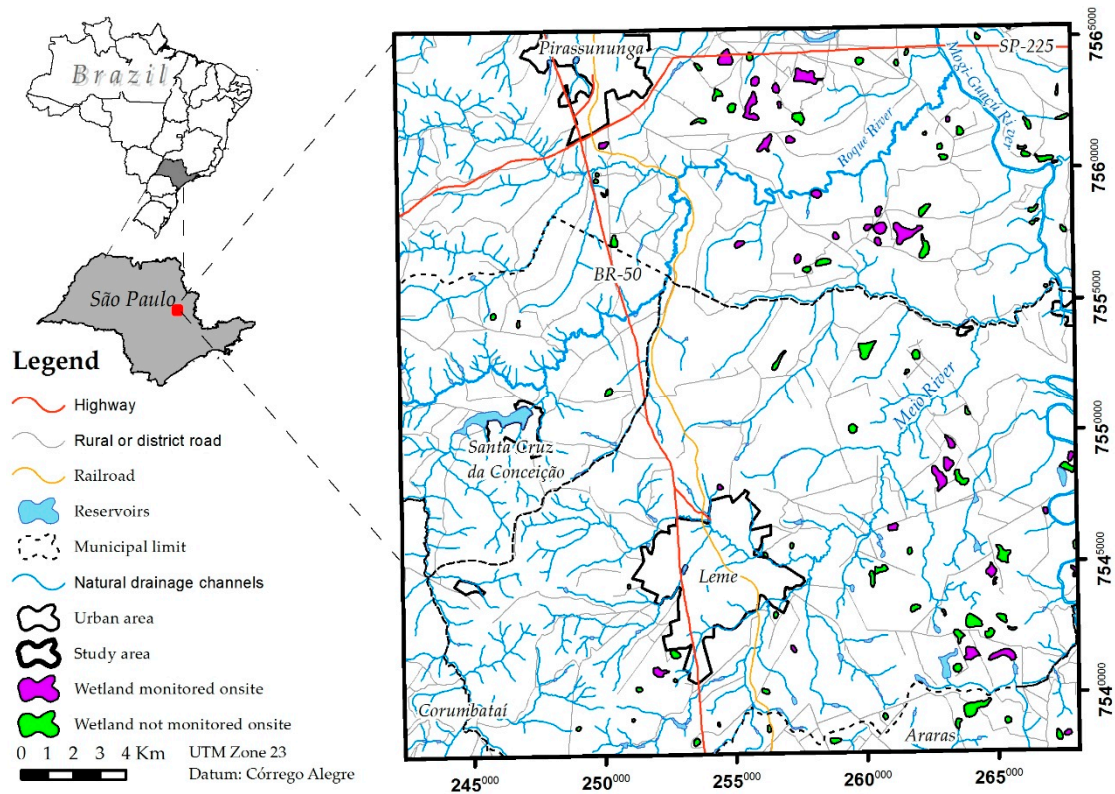 Brazil
São Paulo
Legend
Highway
Rural or district road
Railroad
Reservoirs
Municipal limit
Natural drainage channels
Urban area
Study area
Wetland monitored onsite
Wetland not monitored onsite
0 1 2 3 4 Km
UTM Zone 23
Datum: Córrego Alegre
Pirassununga
SP-225
Mogi-Guaçu River
Roque River
BR-50
Meio River
Santa Cruz
da Conceição
Leme
Corumbataí
Araras
7565000
7560000
7555000
7550000
7545000
7540000
245000
250000
255000
260000
265000